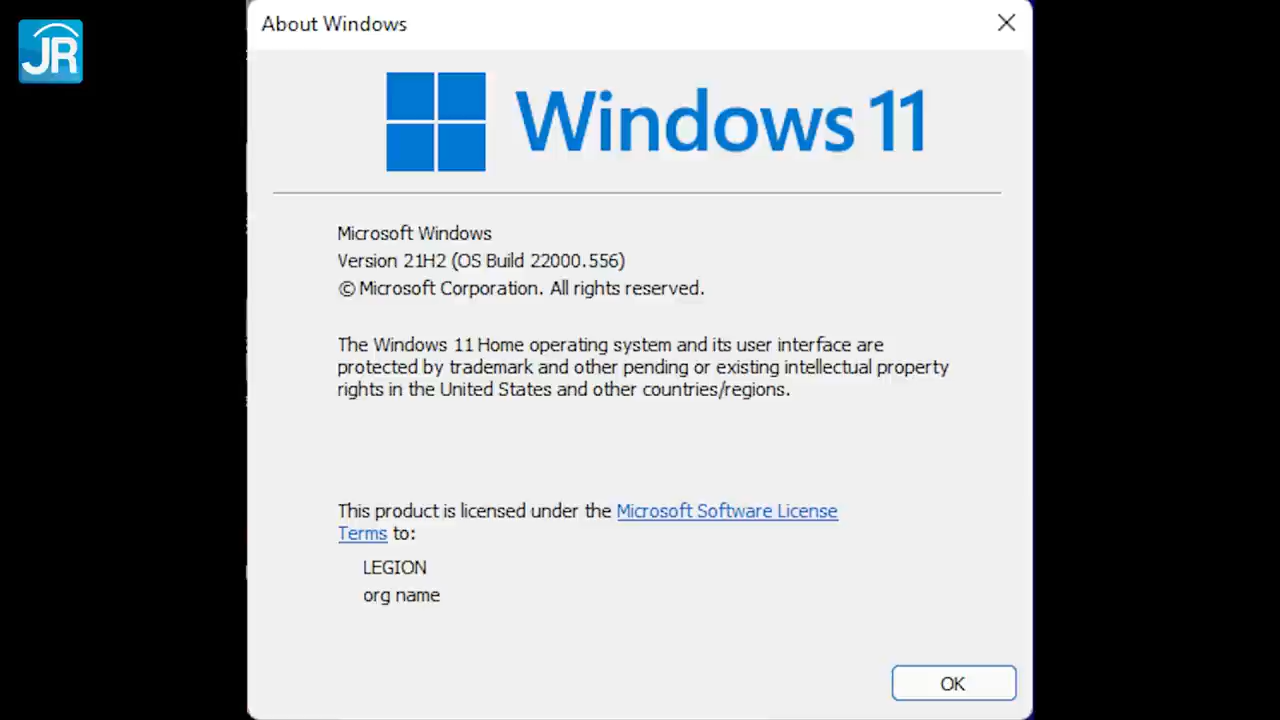 JR
About Windows
Windows 11
Microsoft Windows
Version 21H2 (OS Build 22000.556)
© Microsoft Corporation. All rights reserved.
The Windows 11 Home operating system and its user interface are
protected by trademark and other pending or existing intellectual property
rights in the United States and other countries/regions.
This product is licensed under the Microsoft Software License
Terms to:
LEGION
org name
OK